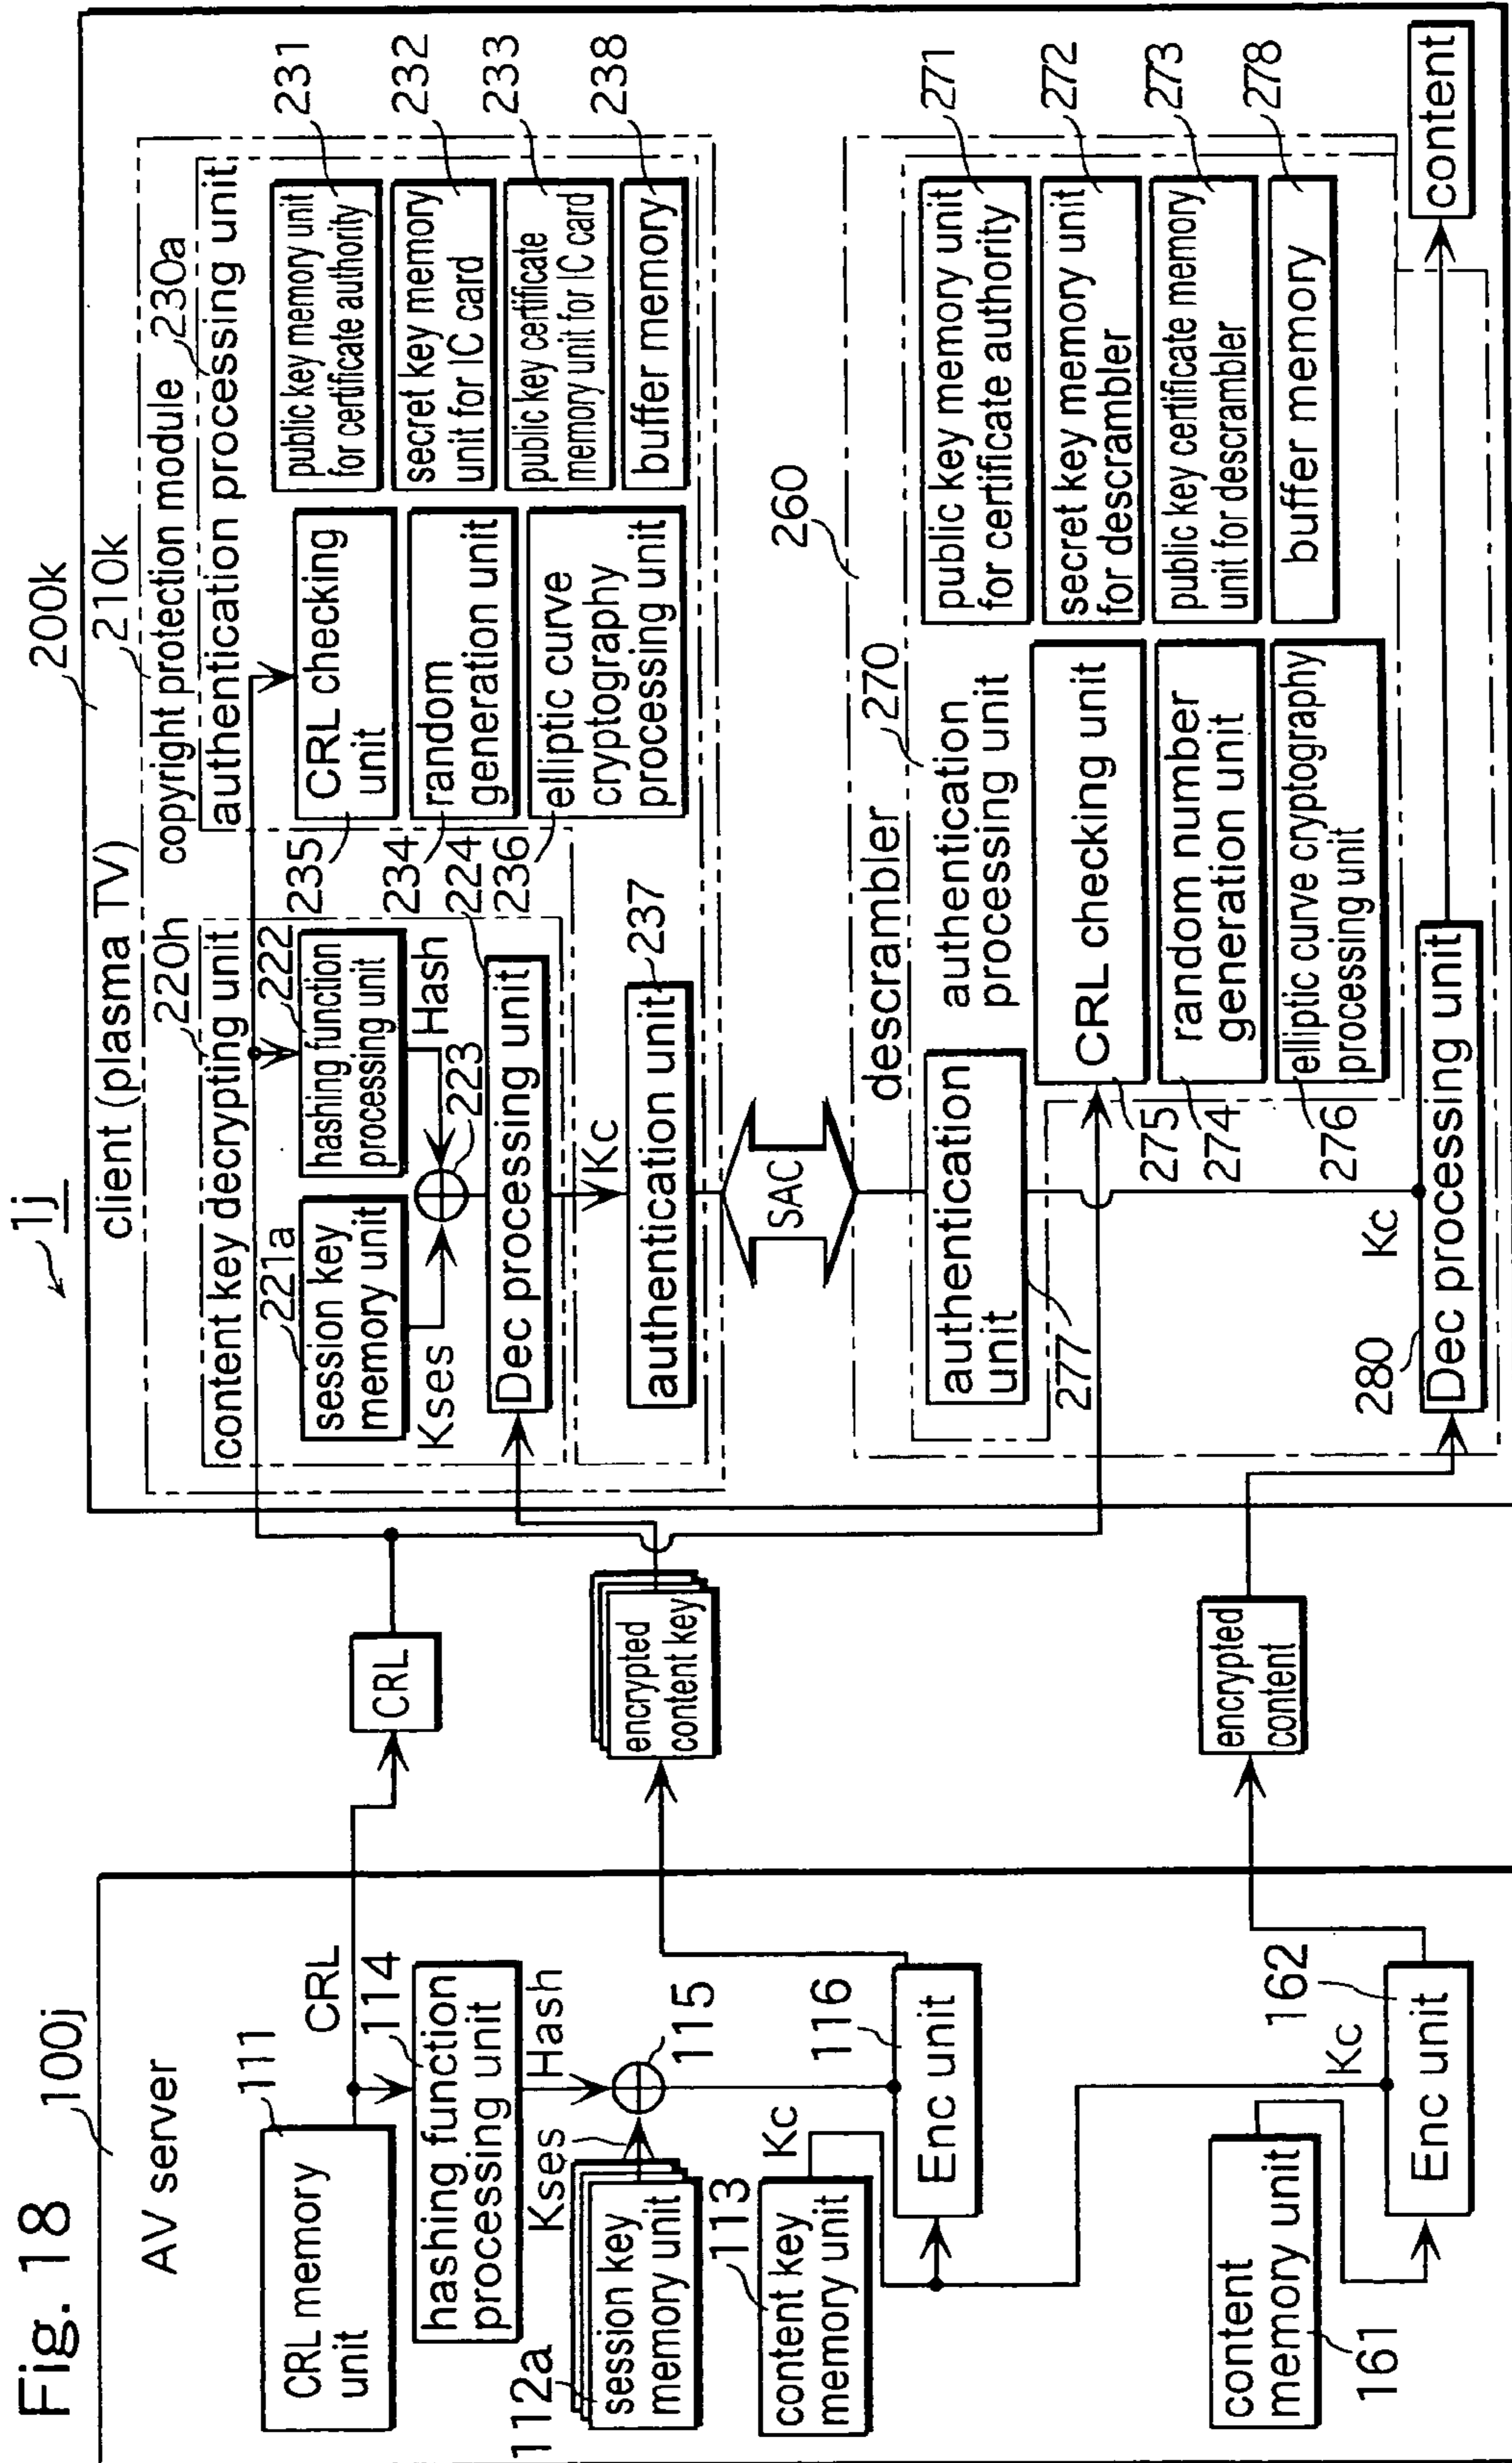 Fig. 18
1j
100j
AV server
111
CRL memory
unit
CRL
114
hashing function
processing unit
Hash
Kses
115
112a
session key
memory unit
116
113
Kc
content key
memory unit
Enc unit
162
Kc
content
memory unit
161
Enc unit
CRL
encrypted
content key
encrypted
content
200k
client (plasma TV)
210k
copyright protection module
230a
220h
content key decrypting unit
authentication processing unit
221a
session key
memory unit
222
hashing function
processing unit
Kses
Hash
223
224
Dec processing unit
Kc
237
authentication unit
235
CRL checking
unit
234
random
generation unit
236
elliptic curve
cryptography
processing unit
231
public key memory unit
for certificate authority
232
secret key memory
unit for IC card
233
public key certificate
memory unit for IC card
238
buffer memory
SAC
260
descrambler
270
authentication
processing unit
authentication
unit
277
275
CRL checking unit
274
random number
generation unit
276
elliptic curve cryptography
processing unit
271
public key memory unit
for certificate authority
272
secret key memory unit
for descrambler
273
public key certificate memory
unit for descrambler
278
buffer memory
Kc
280
Dec processing unit
content